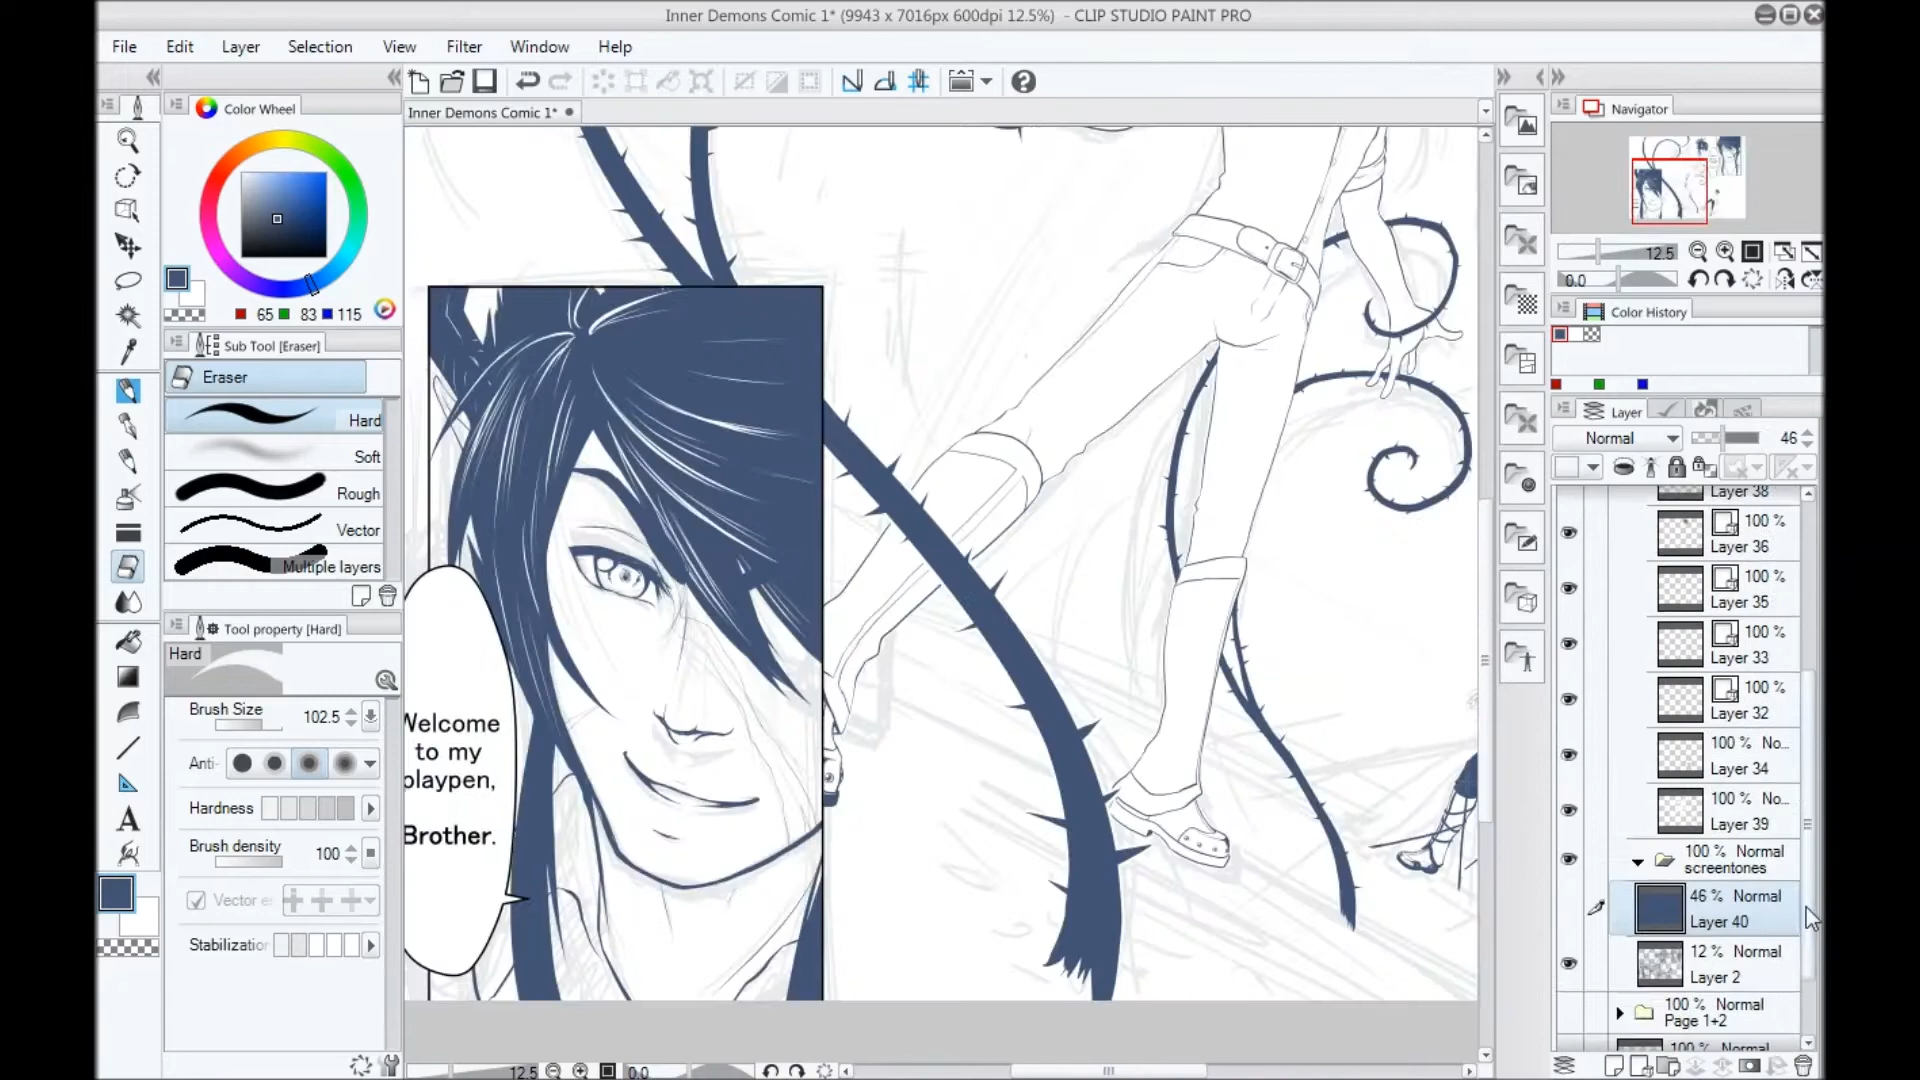 Inner Demons Comic 1* (9943 x 7016px 600dpi 12.5%) - CLIP STUDIO PAINT PRO
File Edit Layer Selection View Filter Window Help
Color Wheel
Inner Demons Comic 1*
Navigator
12.5
0.0
65 83 115
Color History
Sub Tool [Eraser]
Eraser
Hard
Soft
Rough
Vector
Multiple layers
Tool property [Hard]
Hard
Brush Size 102.5
Anti-
Hardness
Brush density 100
Vector e
Stabilization
A
Welcome
to my
playpen,
Brother.
12.5 0.0
Layer
Normal 46
Layer 38
100 %
Layer 36
100 %
Layer 35
100 %
Layer 33
100 %
Layer 32
100 % No...
Layer 34
100 % No...
Layer 39
100 % Normal
screentones
46 % Normal
Layer 40
12 % Normal
Layer 2
100 % Normal
Page 1+2
100 % Normal